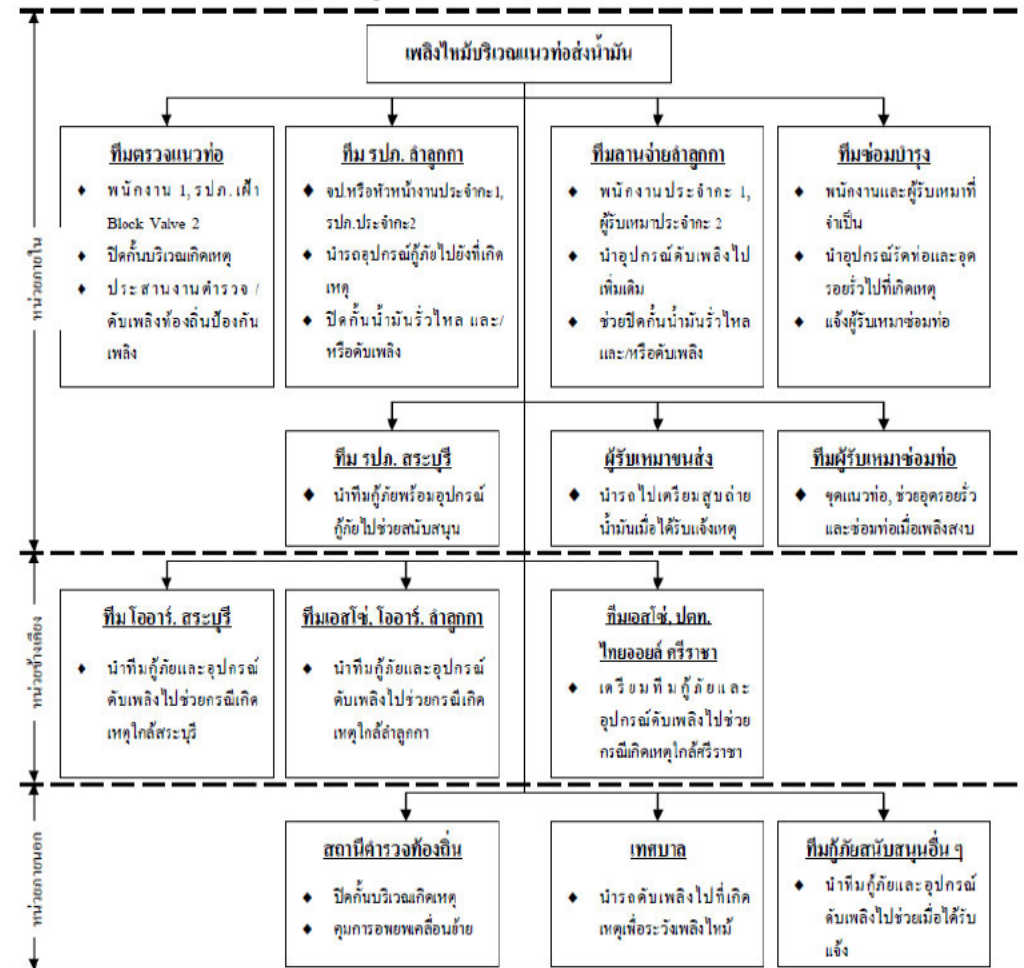 เพลิงไหม้บริเวณแนวท่อส่งน้ำมัน
หน่วยภายใน
ทีมตรวจแนวท่อ
♦ พนักงาน 1, รปภ. เฝ้า
Block Valve 2
♦ ปิดกั้นบริเวณเกิดเหตุ
♦ ประสานงานตำรวจ /
ดับเพลิงท้องถิ่นป้องกัน
เพลิง
ทีม รปภ. ลำลูกกา
♦ จป.หรือหัวหน้างานประจำกะ1,
รปภ.ประจำกะ2
♦ นำรถอุปกรณ์กู้ภัยไปยังที่เกิด
เหตุ
♦ ปิดกั้นน้ำมันรั่วไหล และ/
หรือดับเพลิง
ทีมลานจ่ายลำลูกกา
♦ พนักงานประจำกะ 1,
ผู้รับเหมาประจำกะ 2
♦ นำอุปกรณ์ดับเพลิงไป
เพิ่มเติม
♦ ช่วยปิดกั้นน้ำมันรั่วไหล
และ/หรือดับเพลิง
ทีมซ่อมบำรุง
♦ พนักงานและผู้รับเหมาที่
จำเป็น
♦ นำอุปกรณ์รัดท่อและอุด
รอยรั่วไปที่เกิดเหตุ
♦ แจ้งผู้รับเหมาซ่อมท่อ
ทีม รปภ. สระบุรี
♦ นำทีมกู้ภัยพร้อมอุปกรณ์
กู้ภัยไปช่วยสนับสนุน
ผู้รับเหมาขนส่ง
♦ นำรถไปเตรียมสูบถ่าย
น้ำมันเมื่อได้รับแจ้งเหตุ
ทีมผู้รับเหมาซ่อมท่อ
♦ ขุดแนวท่อ, ช่วยอุดรอยรั่ว
และซ่อมท่อเมื่อเพลิงสงบ
หน่วยข้างเคียง
ทีม โออาร์. สระบุรี
♦ นำทีมกู้ภัยและอุปกรณ์
ดับเพลิงไปช่วยกรณีเกิด
เหตุใกล้สระบุรี
ทีมเอสโซ่, โออาร์. ลำลูกกา
♦ นำทีมกู้ภัยและอุปกรณ์
ดับเพลิงไปช่วยกรณีเกิด
เหตุใกล้ลำลูกกา
ทีมเอสโซ่, ปตท.
ไทยออยล์ ศรีราชา
♦ เตรียมทีมกู้ภัยและ
อุปกรณ์ดับเพลิงไปช่วย
กรณีเกิดเหตุใกล้ศรีราชา
หน่วยภายนอก
สถานีตำรวจท้องถิ่น
♦ ปิดกั้นบริเวณเกิดเหตุ
♦ คุมการอพยพเคลื่อนย้าย
เทศบาล
♦ นำรถดับเพลิงไปที่เกิด
เหตุเพื่อระวังเพลิงไหม้
ทีมกู้ภัยสนับสนุนอื่น ๆ
♦ นำทีมกู้ภัยและอุปกรณ์
ดับเพลิงไปช่วยเมื่อได้รับ
แจ้ง